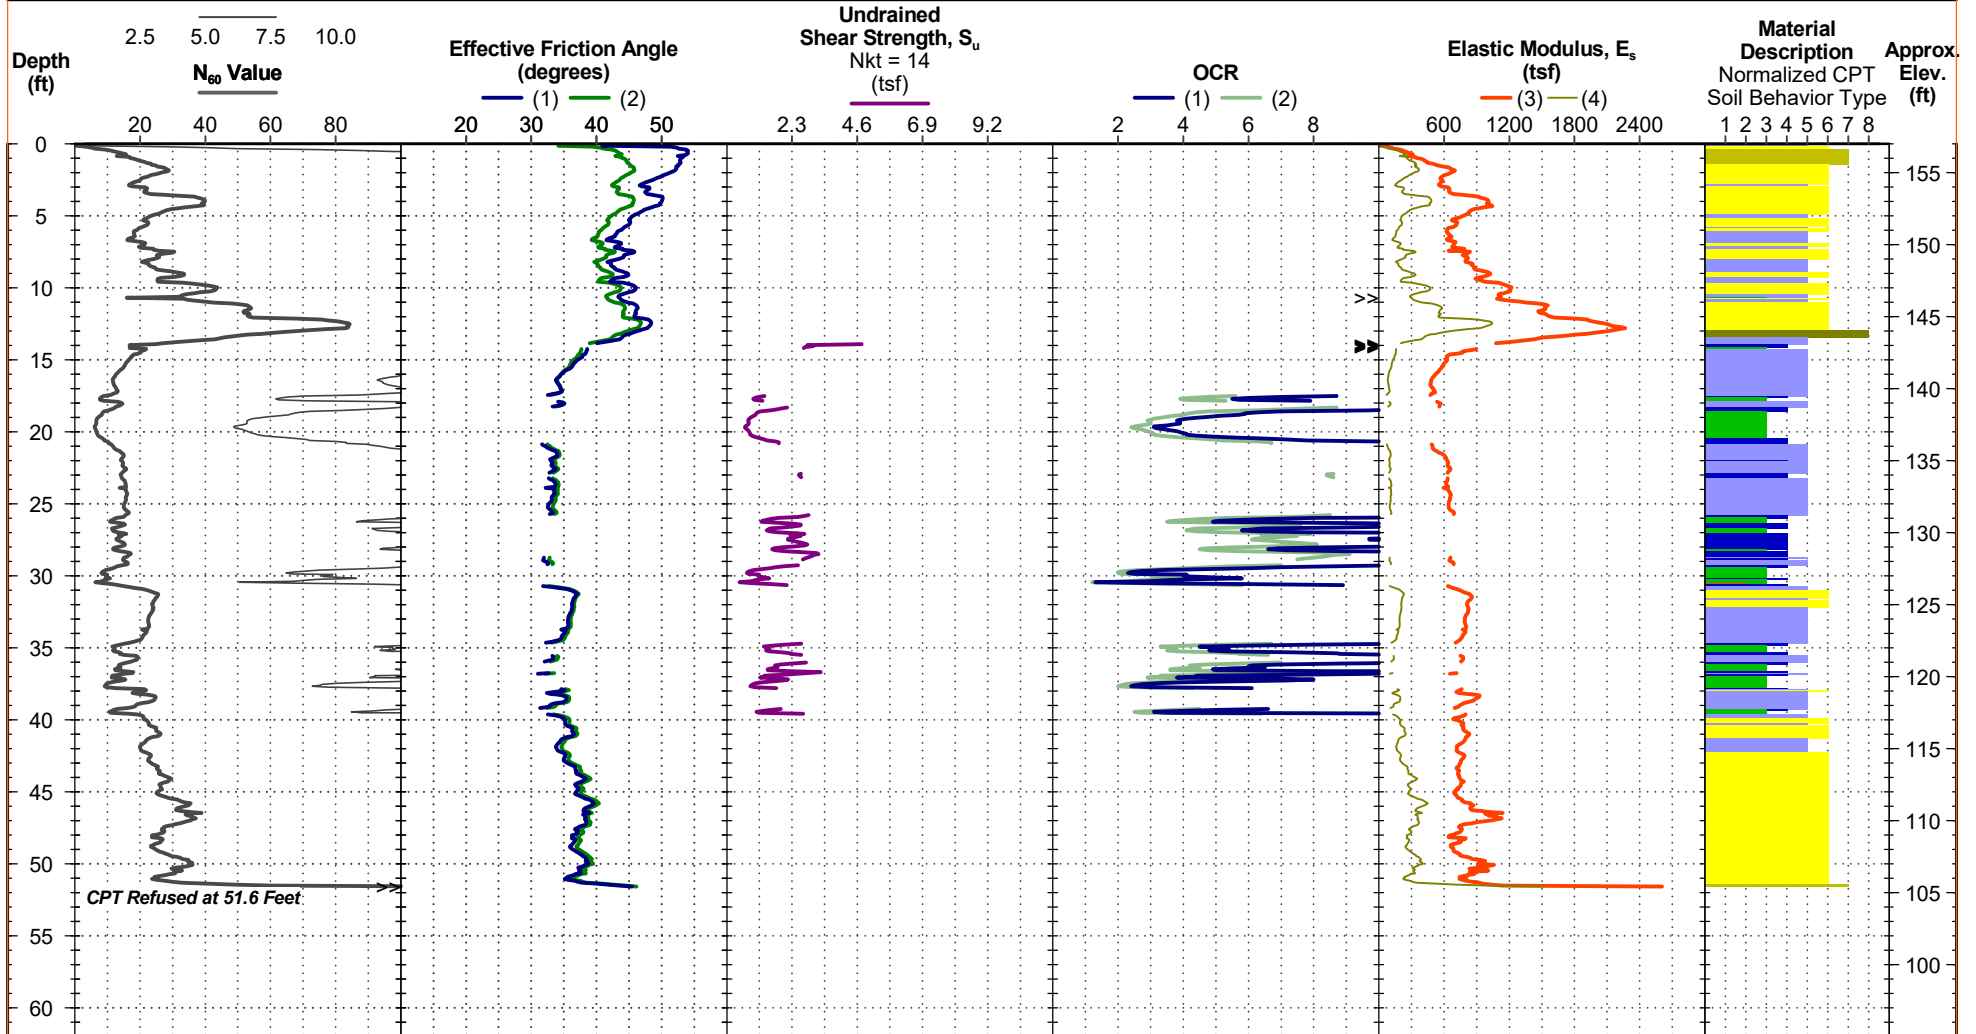 Depth
(ft)
2.5 5.0 7.5 10.0
N60 Value
20 40 60 80
Effective Friction Angle
(degrees)
(1) (2)
20 30 40 50
Undrained
Shear Strength, Su
Nkt = 14
(tsf)
2.3 4.6 6.9 9.2
OCR
(1) (2)
2 4 6 8
Elastic Modulus, Es
(tsf)
(3) (4)
600 1200 1800 2400
Material
Description
Normalized CPT
Soil Behavior Type
1 2 3 4 5 6 7 8
Approx.
Elev.
(ft)
0
5
10
15
20
25
30
35
40
45
50
55
60
>>
>>
>>
CPT Refused at 51.6 Feet
155
150
145
140
135
130
125
120
115
110
105
100